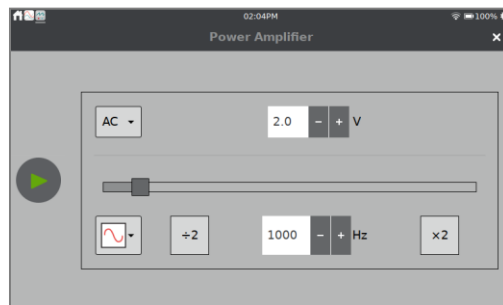 02:04PM 100%
Power Amplifier ×
AC 2.0 − + V
÷2 1000 − + Hz ×2